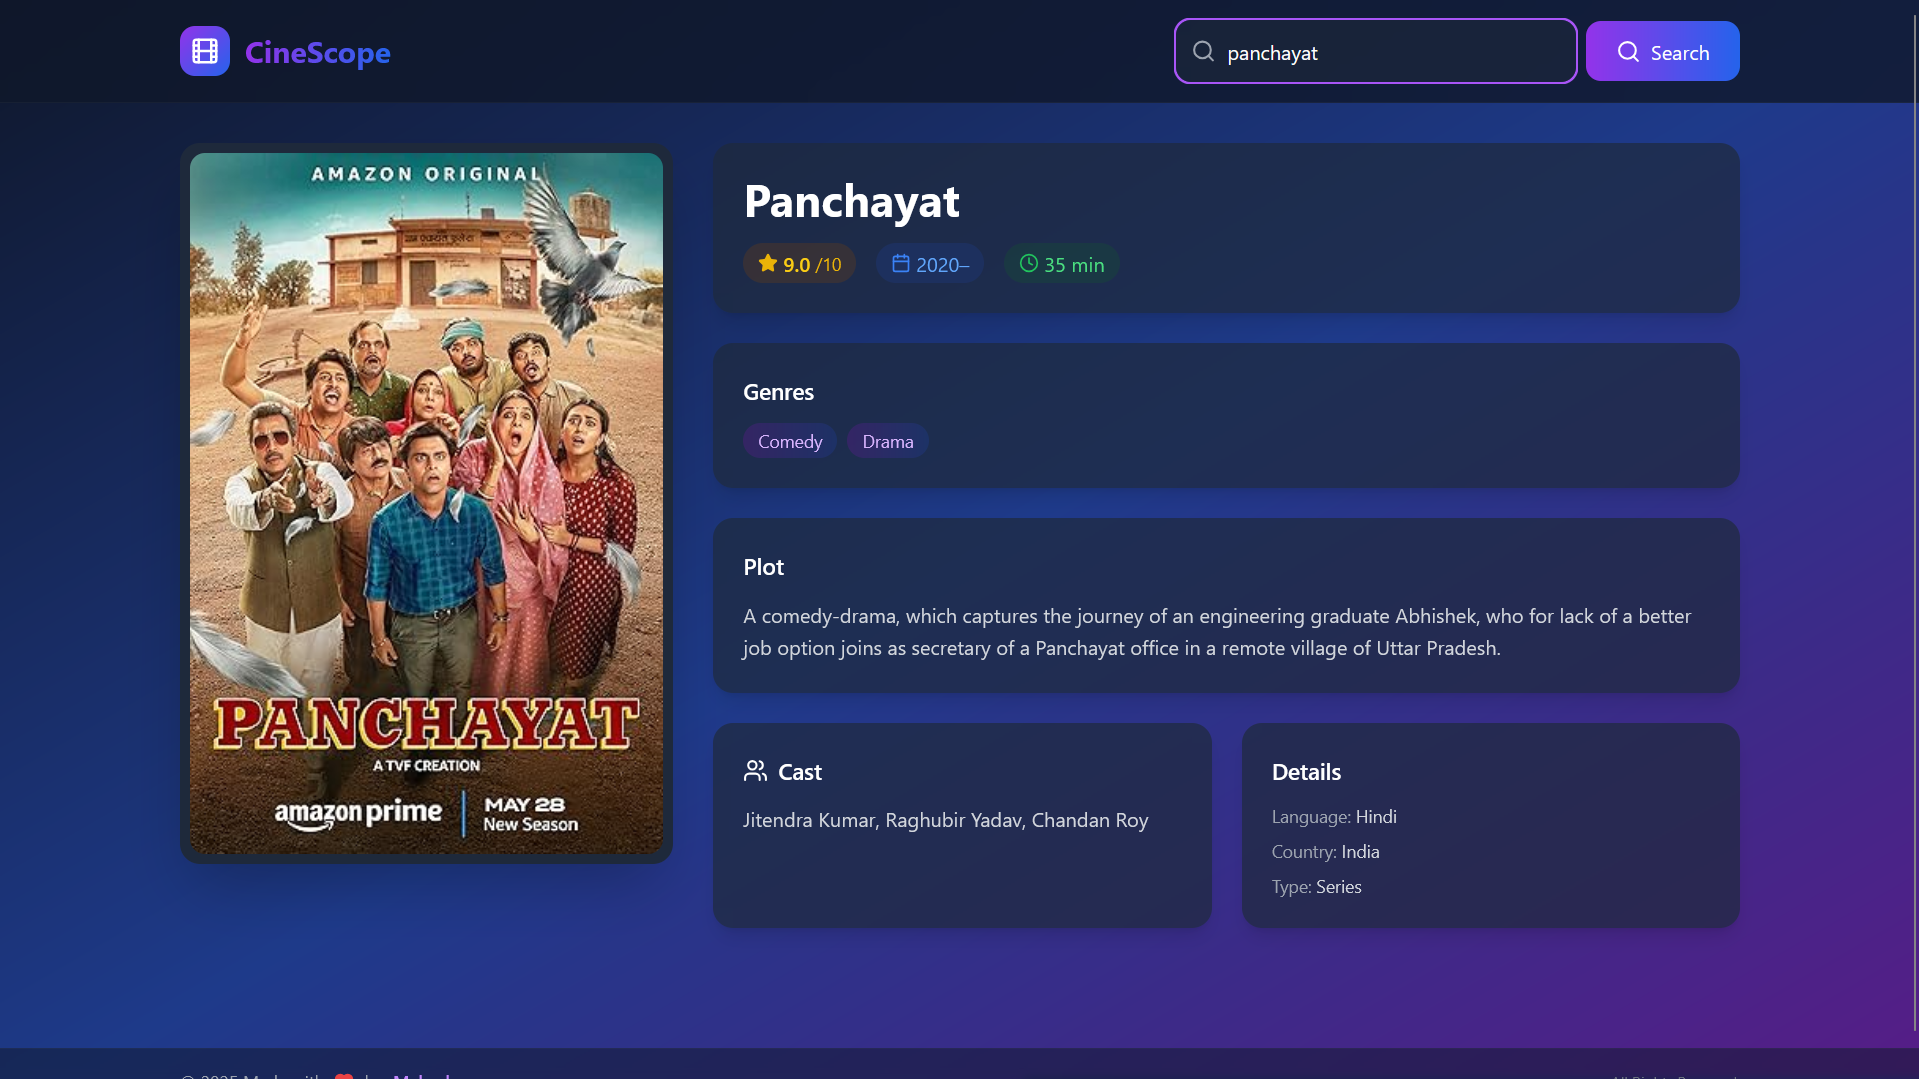 CineScope
panchayat
Search
AMAZON ORIGINAL
PANCHAYAT
A TVF CREATION
amazon prime
MAY 28
New Season
Panchayat
9.0 /10
2020–
35 min
Genres
Comedy
Drama
Plot
A comedy-drama, which captures the journey of an engineering graduate Abhishek, who for lack of a better
job option joins as secretary of a Panchayat office in a remote village of Uttar Pradesh.
Cast
Jitendra Kumar, Raghubir Yadav, Chandan Roy
Details
Language: Hindi
Country: India
Type: Series